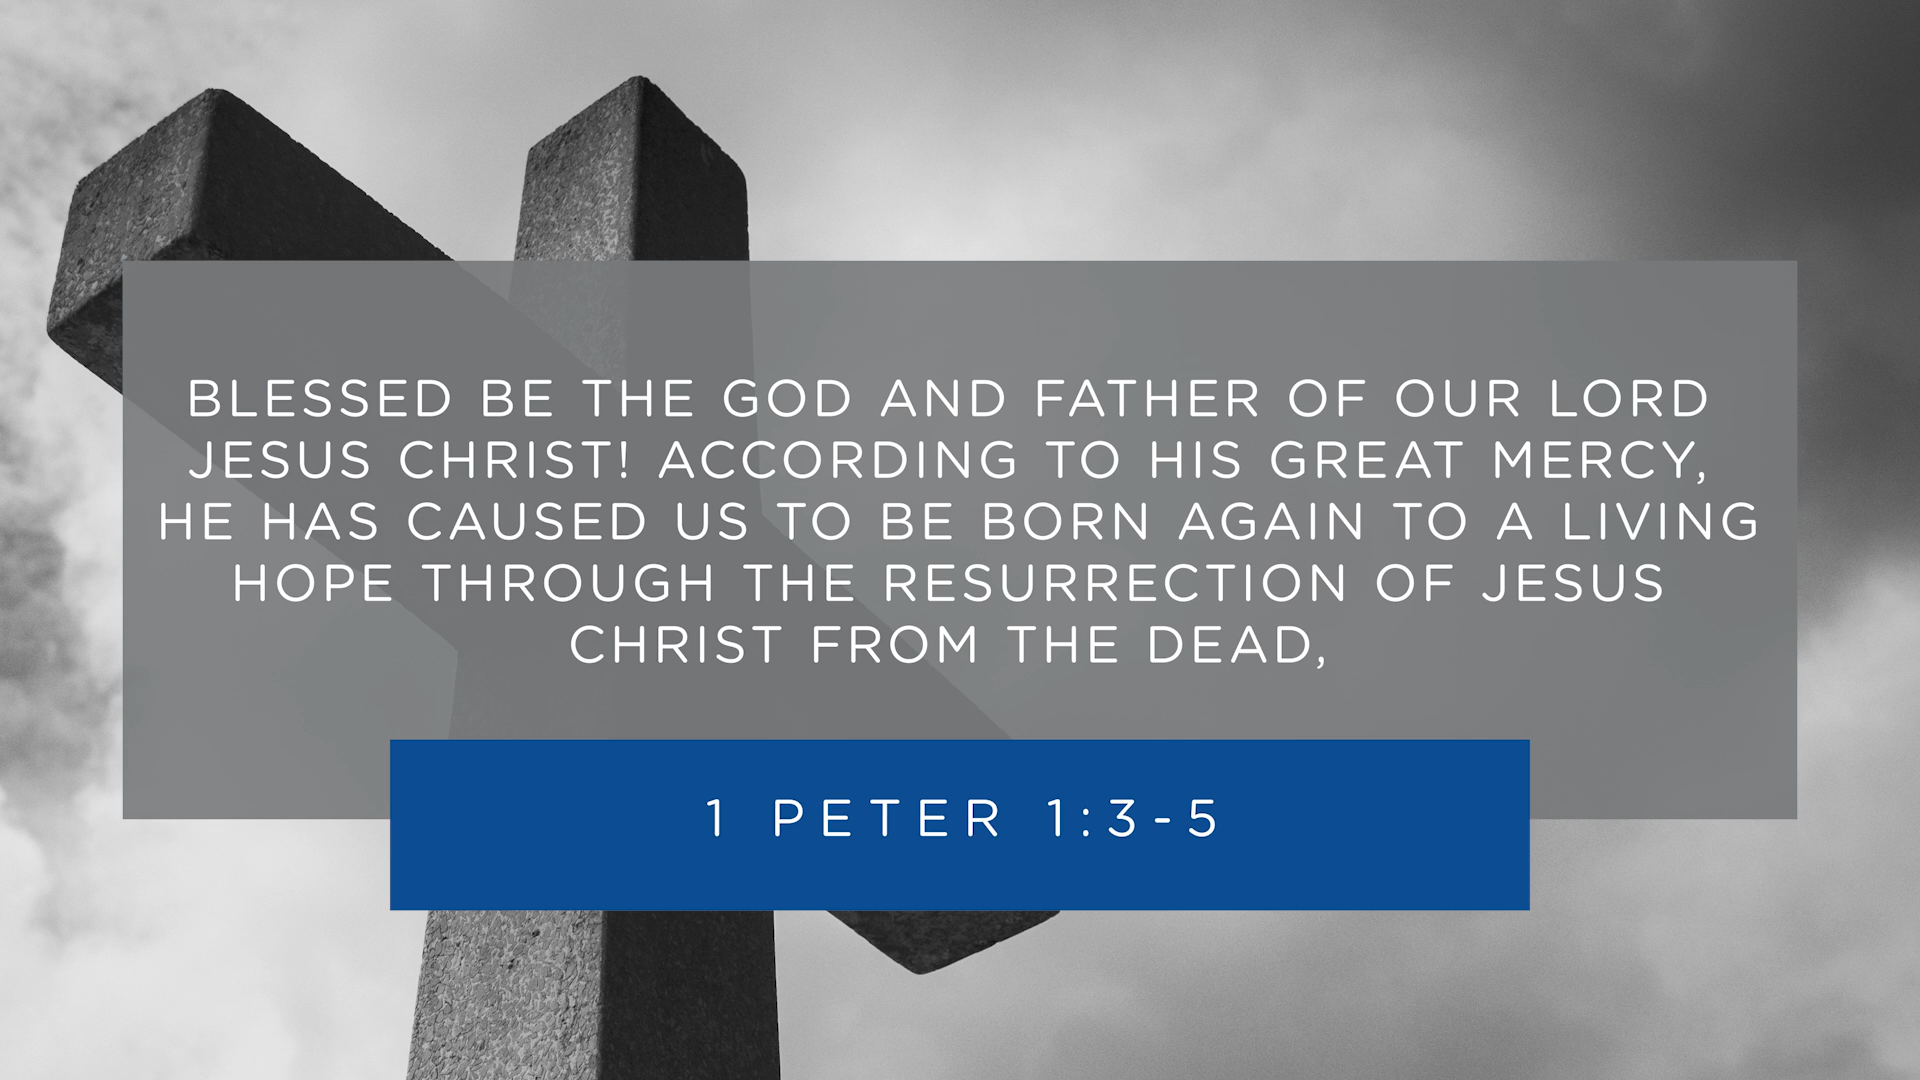 BLESSED BE THE GOD AND FATHER OF OUR LORD
JESUS CHRIST! ACCORDING TO HIS GREAT MERCY,
HE HAS CAUSED US TO BE BORN AGAIN TO A LIVING
HOPE THROUGH THE RESURRECTION OF JESUS
CHRIST FROM THE DEAD,
1 PETER 1:3-5